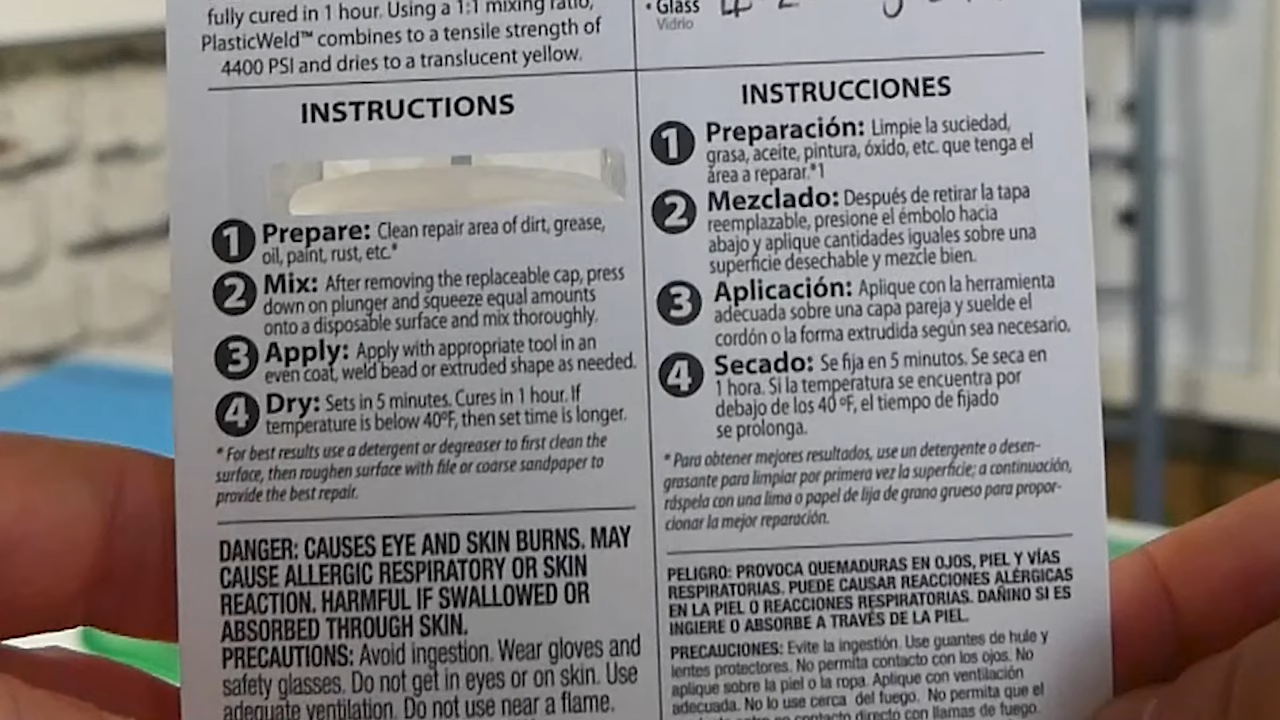 fully cured in 1 hour. Using a 1:1 mixing ratio,
PlasticWeld™ combines to a tensile strength of
4400 PSI and dries to a translucent yellow.
• Glass
Vidrio
INSTRUCTIONS
1 Prepare: Clean repair area of dirt, grease,
oil, paint, rust, etc.*
2 Mix: After removing the replaceable cap, press
down on plunger and squeeze equal amounts
onto a disposable surface and mix thoroughly.
3 Apply: Apply with appropriate tool in an
even coat, weld bead or extruded shape as needed.
4 Dry: Sets in 5 minutes. Cures in 1 hour. If
temperature is below 40ºF, then set time is longer.
* For best results use a detergent or degreaser to first clean the
surface, then roughen surface with file or coarse sandpaper to
provide the best repair.
DANGER: CAUSES EYE AND SKIN BURNS. MAY
CAUSE ALLERGIC RESPIRATORY OR SKIN
REACTION. HARMFUL IF SWALLOWED OR
ABSORBED THROUGH SKIN.
PRECAUTIONS: Avoid ingestion. Wear gloves and
safety glasses. Do not get in eyes or on skin. Use
adequate ventilation. Do not use near a flame.
INSTRUCCIONES
1 Preparación: Limpie la suciedad,
grasa, aceite, pintura, óxido, etc. que tenga el
área a reparar.*1
2 Mezclado: Después de retirar la tapa
reemplazable, presione el émbolo hacia
abajo y aplique cantidades iguales sobre una
superficie desechable y mezcle bien.
3 Aplicación: Aplique con la herramienta
adecuada sobre una capa pareja y suelde el
cordón o la forma extrudida según sea necesario.
4 Secado: Se fija en 5 minutos. Se seca en
1 hora. Si la temperatura se encuentra por
debajo de los 40 ºF, el tiempo de fijado
se prolonga.
* Para obtener mejores resultados, use un detergente o desen-
grasante para limpiar por primera vez la superficie; a continuación,
ráspela con una lima o papel de lija de grano grueso para propor-
cionar la mejor reparación.
PELIGRO: PROVOCA QUEMADURAS EN OJOS, PIEL Y VÍAS
RESPIRATORIAS. PUEDE CAUSAR REACCIONES ALÉRGICAS
EN LA PIEL O REACCIONES RESPIRATORIAS. DAÑINO SI ES
INGIERE O ABSORBE A TRAVÉS DE LA PIEL.
PRECAUCIONES: Evite la ingestión. Use guantes de hule y
lentes protectores. No permita contacto con los ojos. No
aplique sobre la piel o la ropa. Aplique con ventilación
adecuada. No lo use cerca del fuego. No permita que el
contacto directo con llamas de fuego.